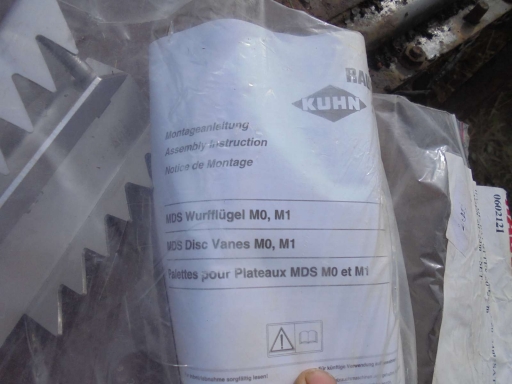 KUHN
Montageanleitung
Assembly Instruction
Notice de Montage
MDS Wurfflügel M0, M1
MDS Disc Vanes M0, M1
Palettes pour Plateaux MDS M0 et M1
0602121